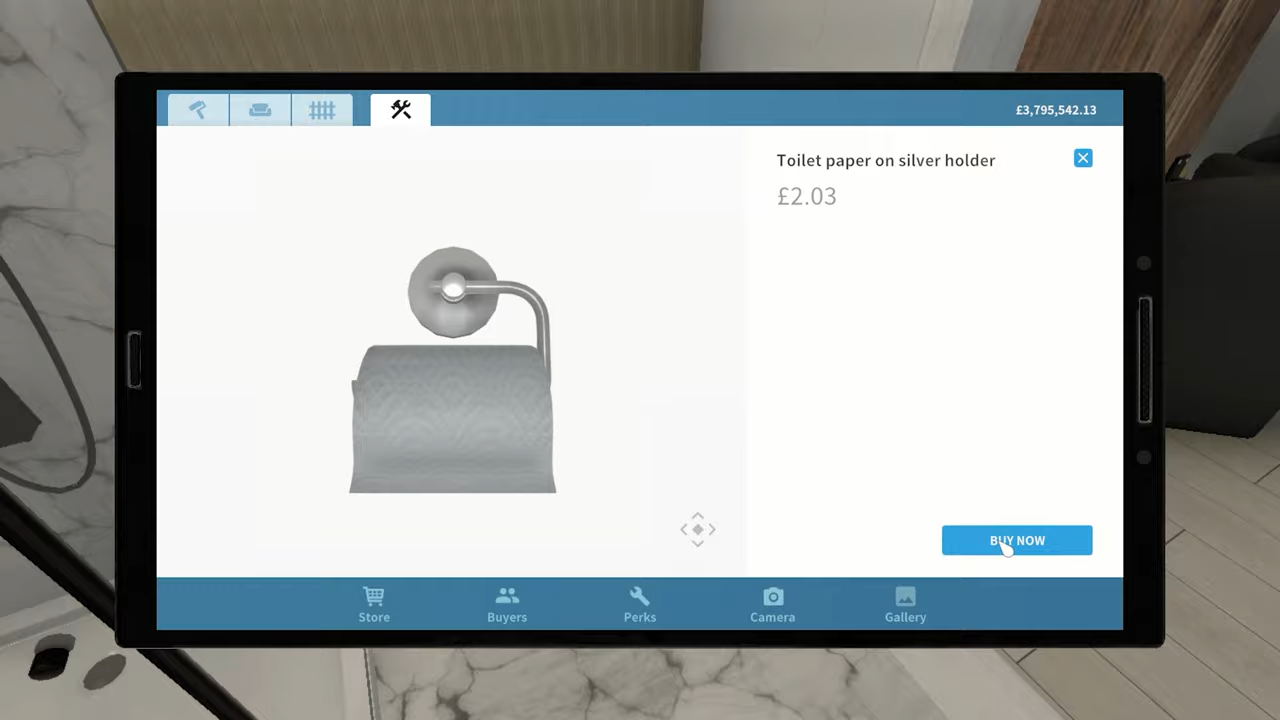 £3,795,542.13
Toilet paper on silver holder
£2.03
BUY NOW
Store
Buyers
Perks
Camera
Gallery